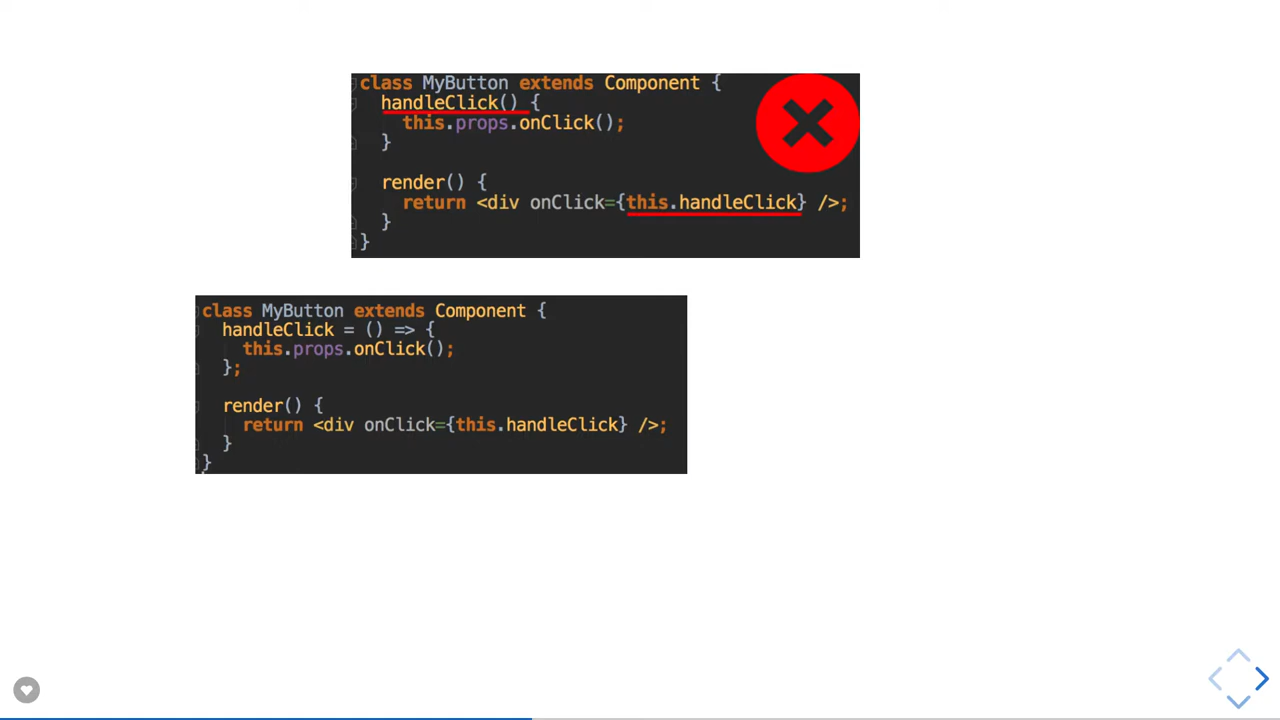 class MyButton extends Component {
handleClick() {
this.props.onClick();
}
render() {
return <div onClick={this.handleClick} />;
}
}
class MyButton extends Component {
handleClick = () => {
this.props.onClick();
};
render() {
return <div onClick={this.handleClick} />;
}
}